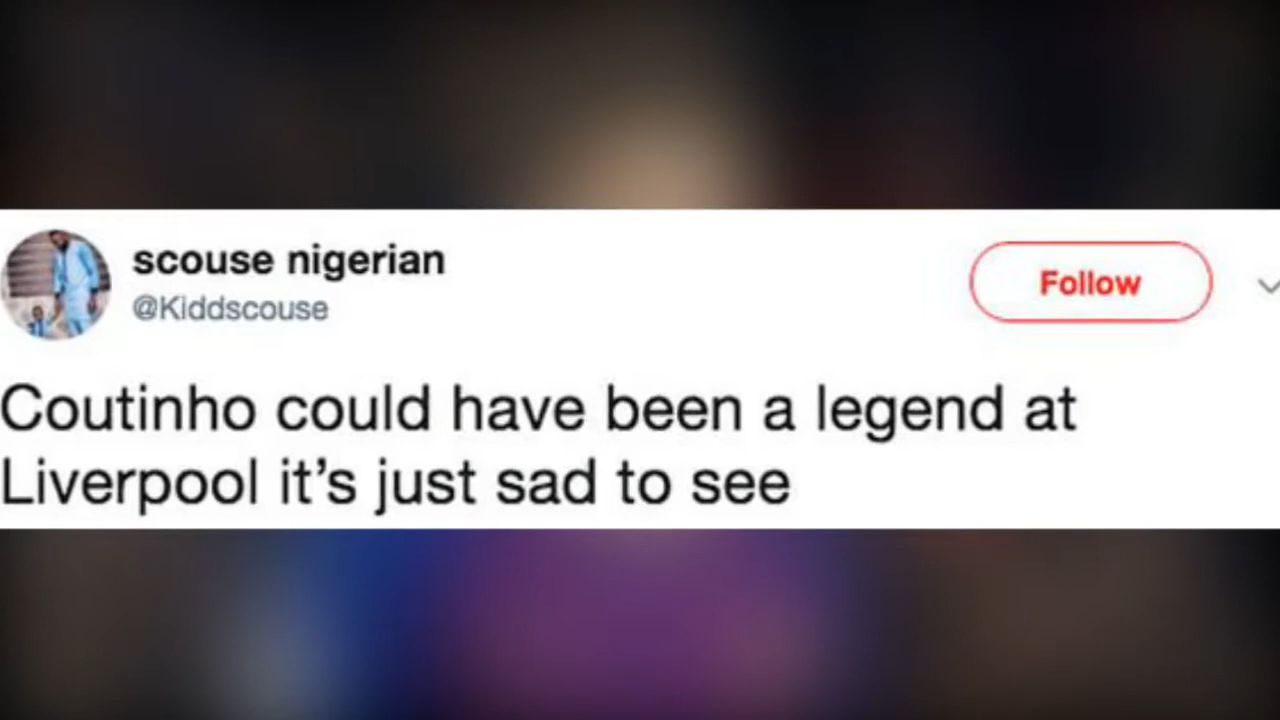 scouse nigerian
@Kiddscouse
Follow
Coutinho could have been a legend at
Liverpool it’s just sad to see